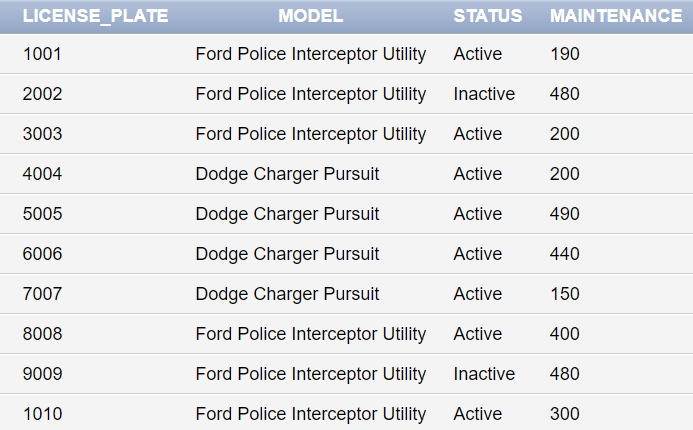 LICENSE_PLATE MODEL STATUS MAINTENANCE
1001 Ford Police Interceptor Utility Active 190
2002 Ford Police Interceptor Utility Inactive 480
3003 Ford Police Interceptor Utility Active 200
4004 Dodge Charger Pursuit Active 200
5005 Dodge Charger Pursuit Active 490
6006 Dodge Charger Pursuit Active 440
7007 Dodge Charger Pursuit Active 150
8008 Ford Police Interceptor Utility Active 400
9009 Ford Police Interceptor Utility Inactive 480
1010 Ford Police Interceptor Utility Active 300